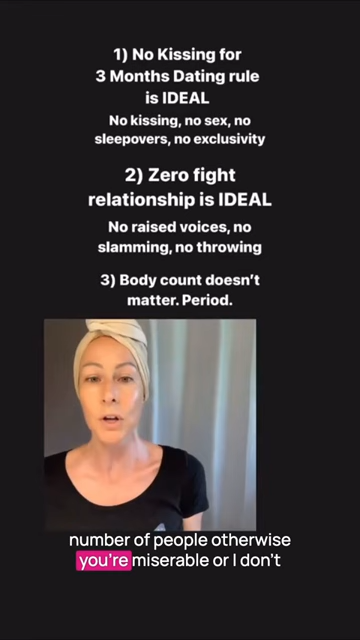 1) No Kissing for
3 Months Dating rule
is IDEAL
No kissing, no sex, no
sleepovers, no exclusivity
2) Zero fight
relationship is IDEAL
No raised voices, no
slamming, no throwing
3) Body count doesn't
matter. Period.
number of people otherwise
you're miserable or I don't